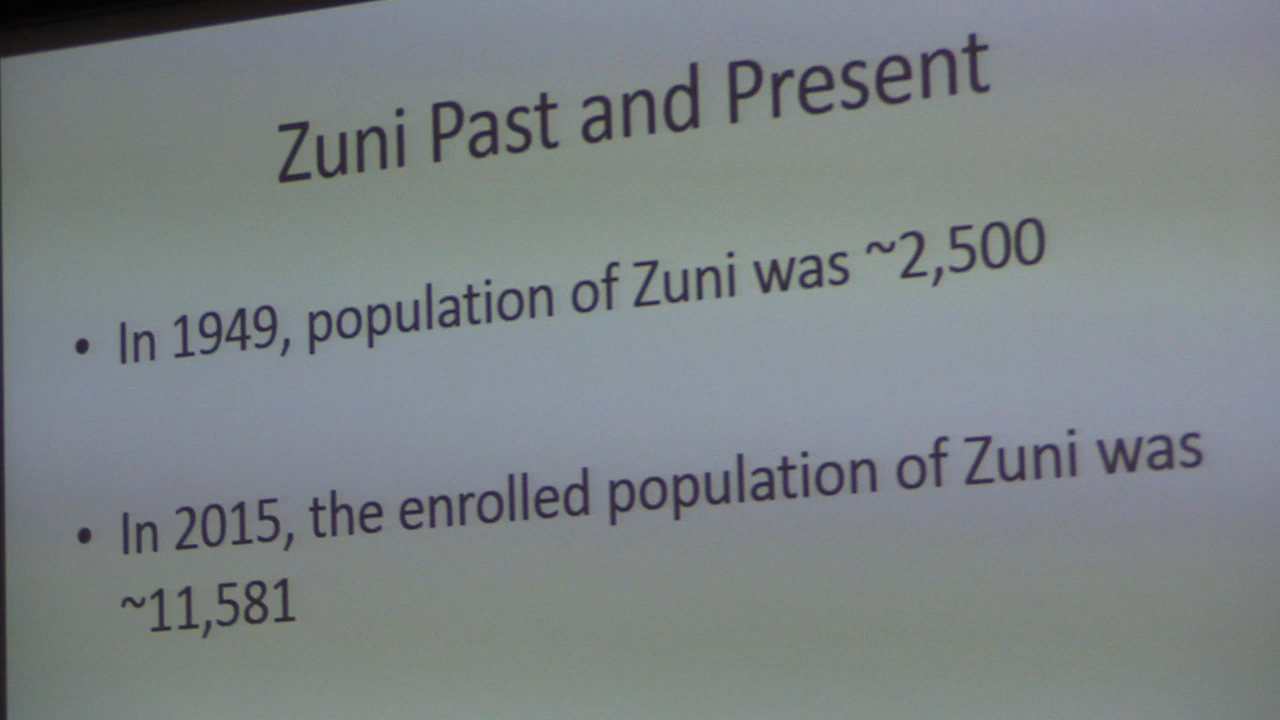 Zuni Past and Present
• In 1949, population of Zuni was ~2,500
• In 2015, the enrolled population of Zuni was
~11,581